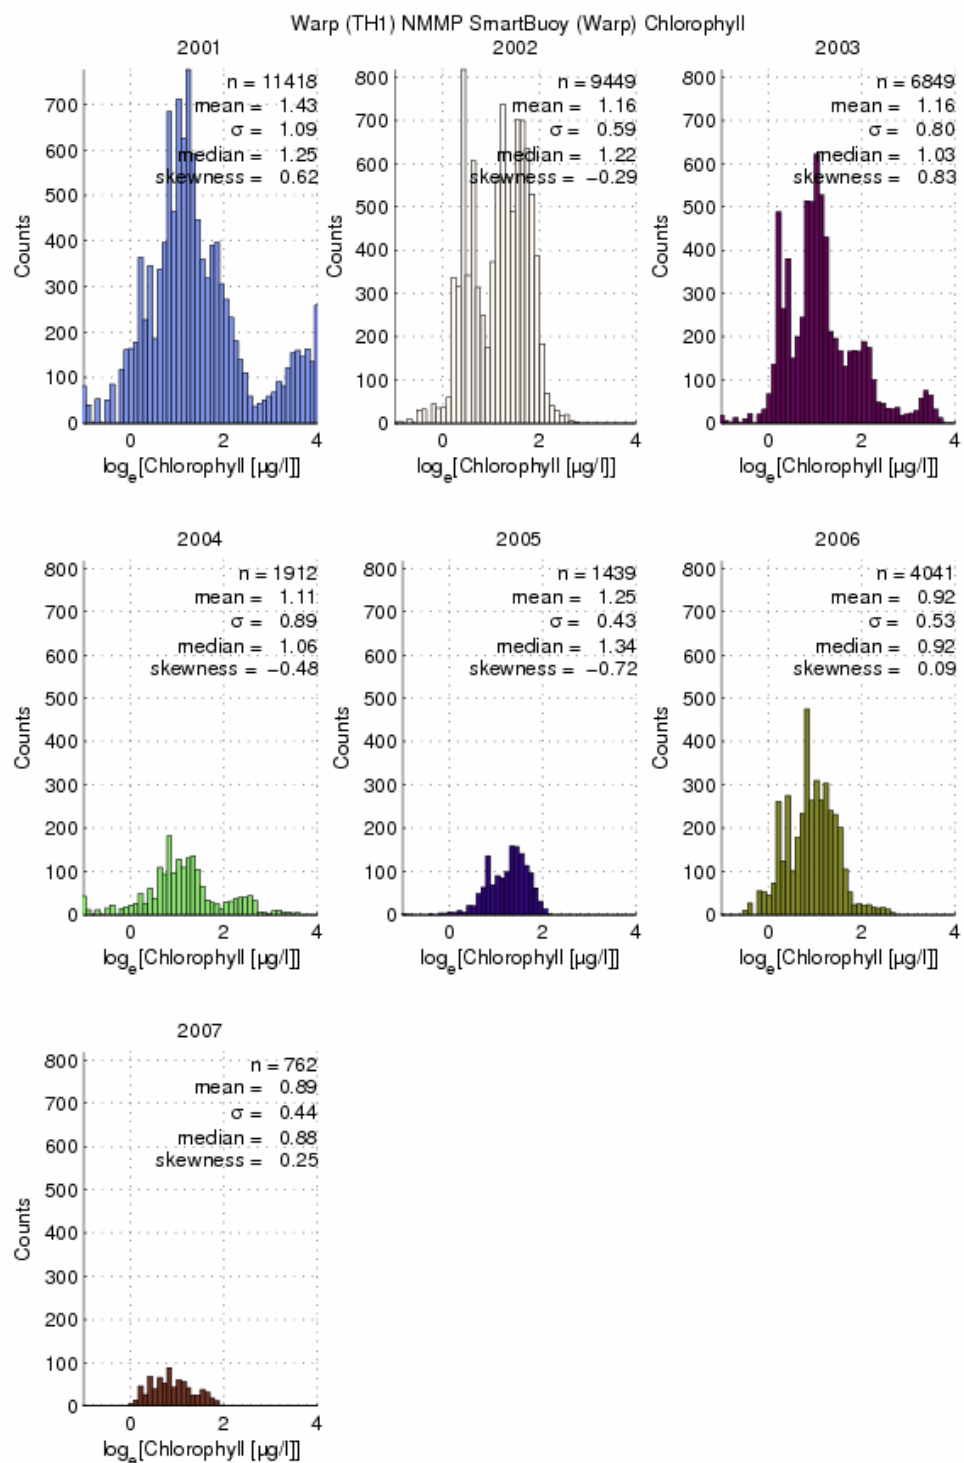 Warp (TH1) NMMP SmartBuoy (Warp) Chlorophyll
2001
n = 11418
mean = 1.43
σ = 1.09
median = 1.25
skewness = 0.62
700
600
500
400
300
200
100
0
Counts
0 2 4
logₑ[Chlorophyll [µg/l]]
2002
n = 9449
mean = 1.16
σ = 0.59
median = 1.22
skewness = −0.29
800
700
600
500
400
300
200
100
0
Counts
0 2 4
logₑ[Chlorophyll [µg/l]]
2003
n = 6849
mean = 1.16
σ = 0.80
median = 1.03
skewness = 0.83
800
700
600
500
400
300
200
100
0
Counts
0 2 4
logₑ[Chlorophyll [µg/l]]
2004
n = 1912
mean = 1.11
σ = 0.89
median = 1.06
skewness = −0.48
800
700
600
500
400
300
200
100
0
Counts
0 2 4
logₑ[Chlorophyll [µg/l]]
2005
n = 1439
mean = 1.25
σ = 0.43
median = 1.34
skewness = −0.72
800
700
600
500
400
300
200
100
0
Counts
0 2 4
logₑ[Chlorophyll [µg/l]]
2006
n = 4041
mean = 0.92
σ = 0.53
median = 0.92
skewness = 0.09
800
700
600
500
400
300
200
100
0
Counts
0 2 4
logₑ[Chlorophyll [µg/l]]
2007
n = 762
mean = 0.89
σ = 0.44
median = 0.88
skewness = 0.25
800
700
600
500
400
300
200
100
0
Counts
0 2 4
logₑ[Chlorophyll [µg/l]]